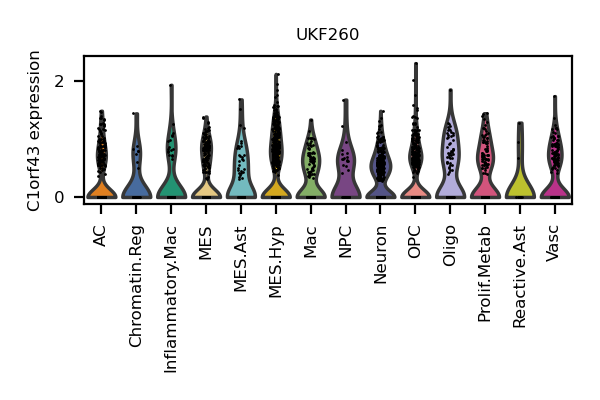 UKF260
C1orf43 expression
2
0
AC
Chromatin.Reg
Inflammatory.Mac
MES
MES.Ast
MES.Hyp
Mac
NPC
Neuron
OPC
Oligo
Prolif.Metab
Reactive.Ast
Vasc